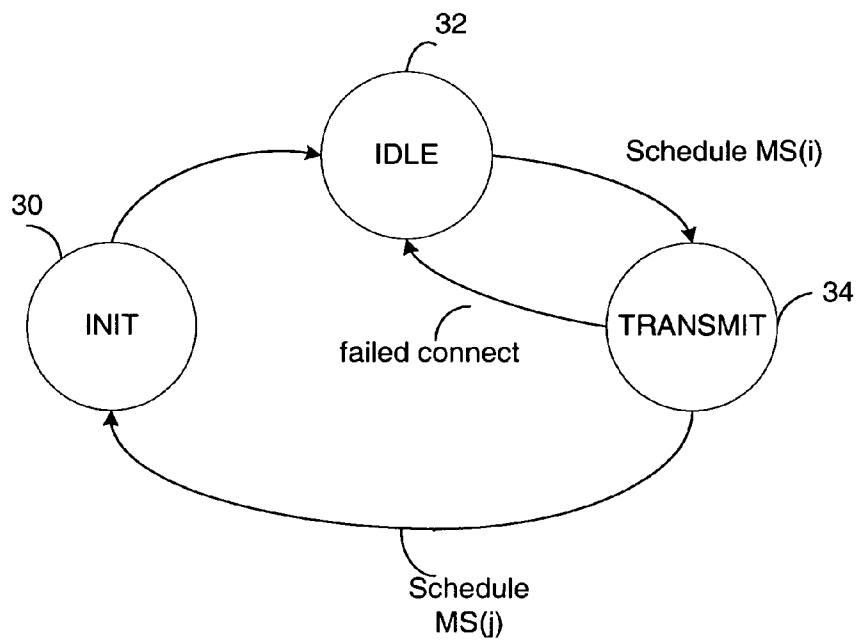 32
IDLE
Schedule MS(i)
30
INIT
34
TRANSMIT
failed connect
Schedule
MS(j)